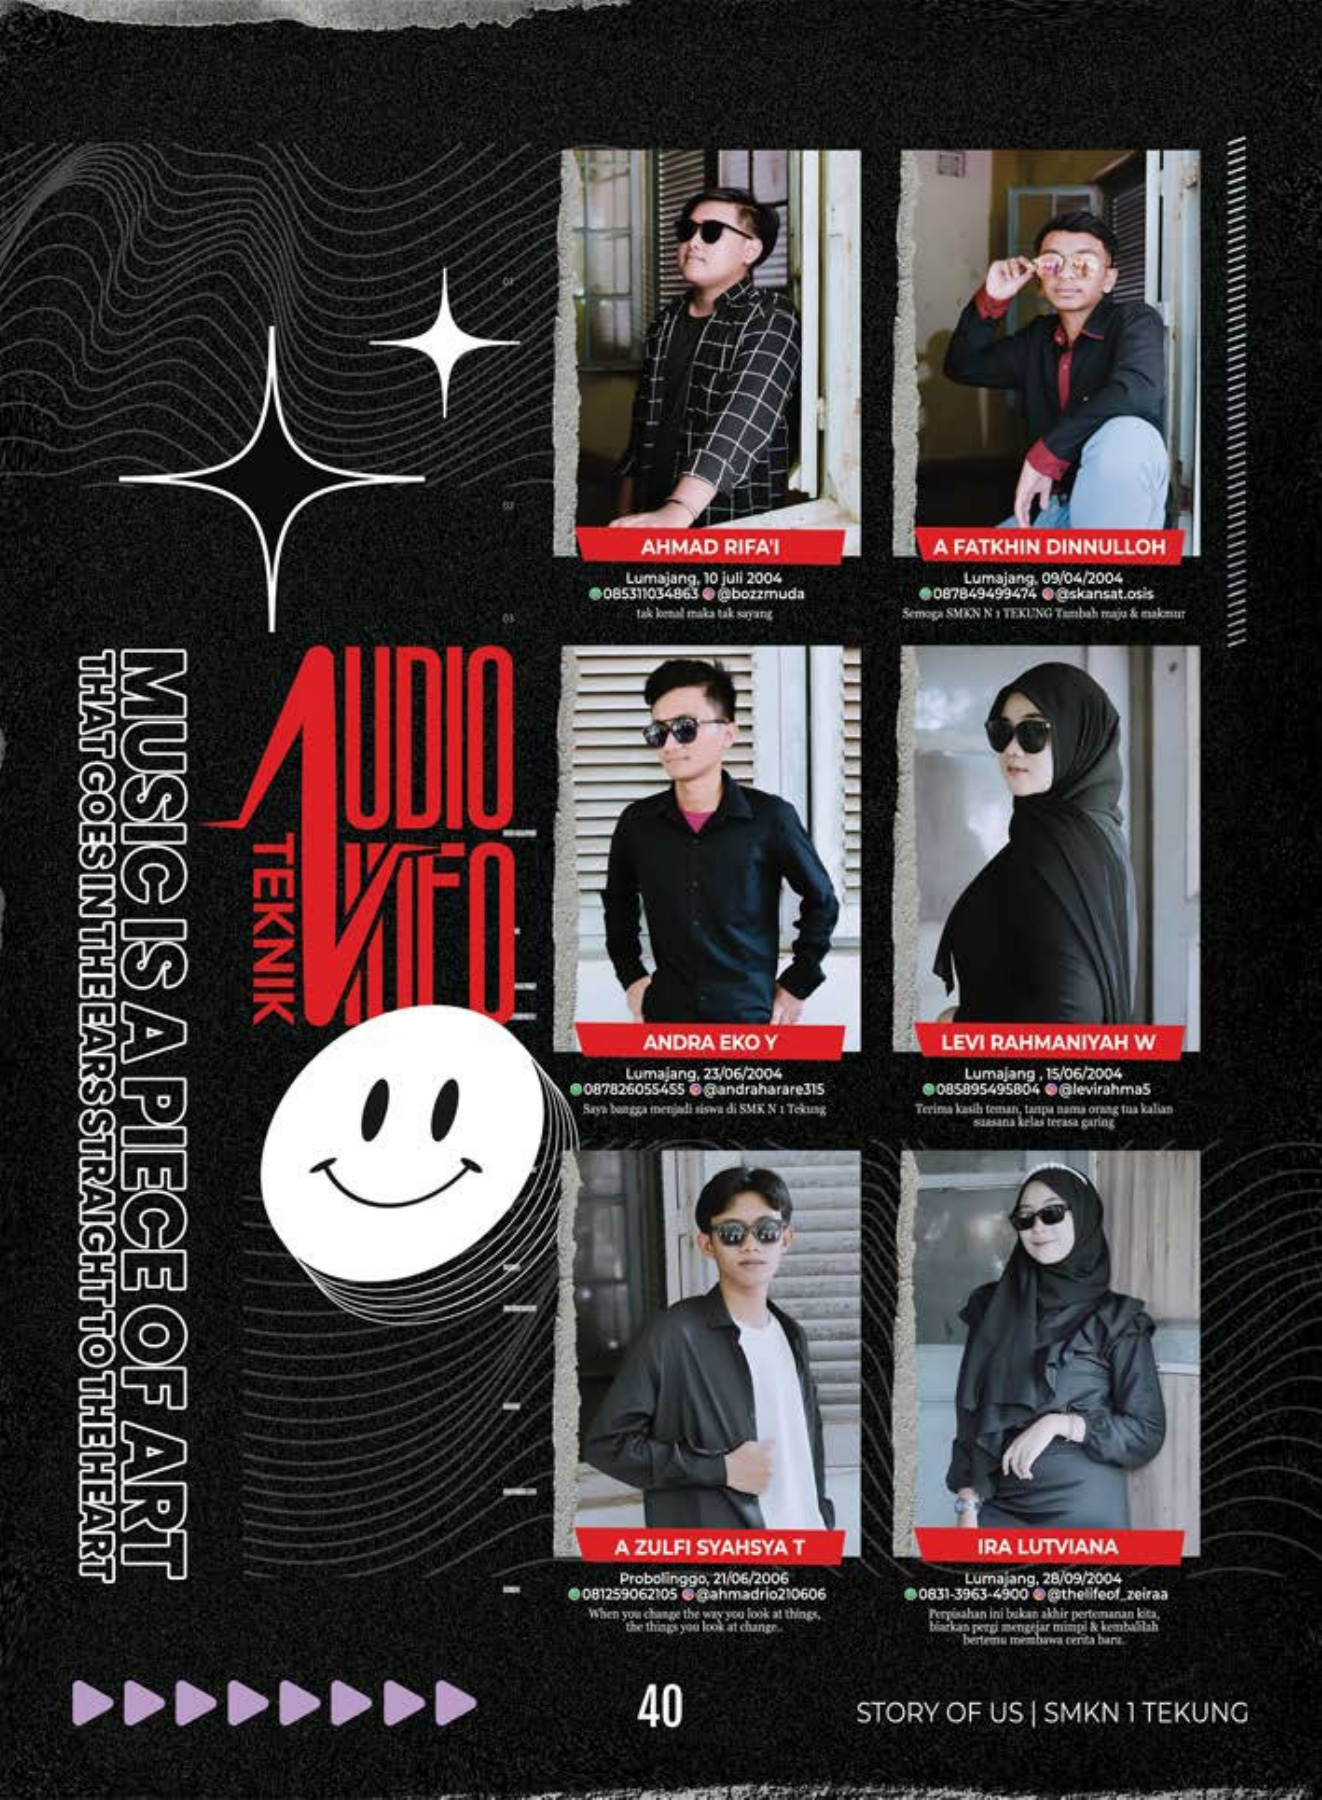 01
02
03
MUSIC IS A PIECE OF ART
THAT GOES IN THE EARS STRAIGHT TO THE HEART
AUDIO
VIDEO
TEKNIK
AHMAD RIFA'I
Lumajang, 10 juli 2004
085311034863 @bozzmuda
tak kenal maka tak sayang
A FATKHIN DINNULLOH
Lumajang, 09/04/2004
087849499474 @skansat.osis
Semoga SMKN N 1 TEKUNG Tambah maju & makmur
ANDRA EKO Y
Lumajang, 23/06/2004
087826055455 @andraharare315
Saya bangga menjadi siswa di SMK N 1 Tekung
LEVI RAHMANIYAH W
Lumajang , 15/06/2004
085895495804 @levirahma5
Terima kasih teman, tanpa nama orang tua kalian
suasana kelas terasa garing
A ZULFI SYAHSYA T
Probolinggo, 21/06/2006
081259062105 @ahmadrio210606
When you change the way you look at things,
the things you look at change..
IRA LUTVIANA
Lumajang, 28/09/2004
0831-3963-4900 @thelifeof_zeiraa
Perpisahan ini bukan akhir pertemanan kita,
biarkan pergi mengejar mimpi & kembalilah
bertemu membawa cerita baru.
40
STORY OF US | SMKN 1 TEKUNG